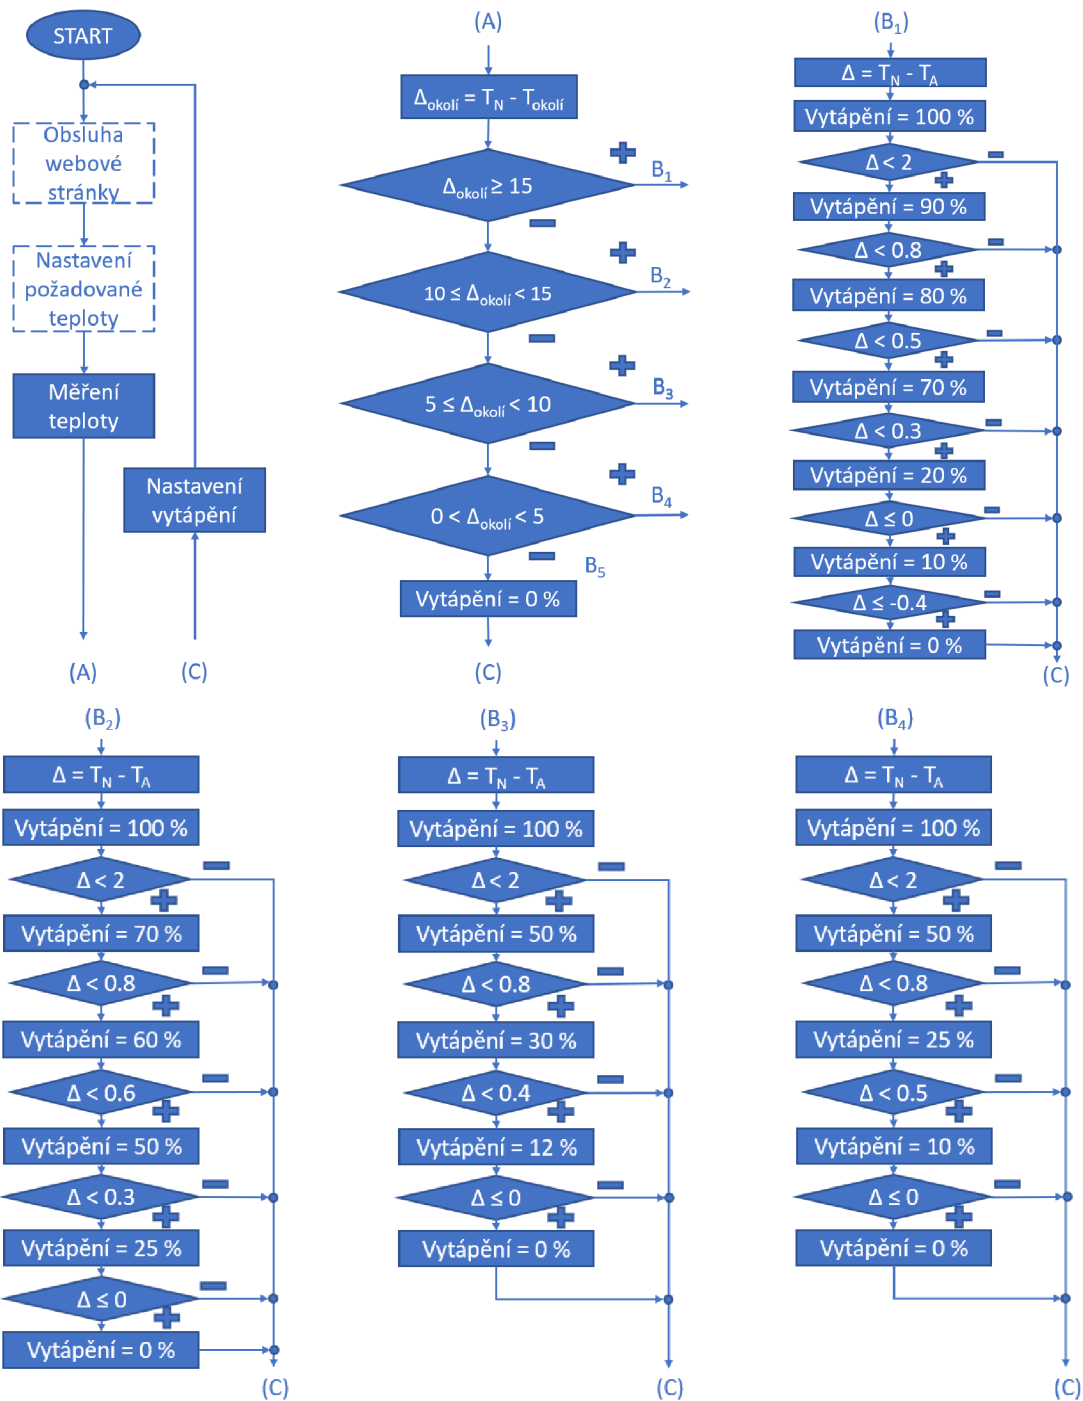 START
Obsluha
webové
stránky
Nastavení
požadované
teploty
Měření
teploty
Nastavení
vytápění
(A)
(C)
(A)
Δokolí = TN - Tokolí
Δokolí ≥ 15
B1
10 ≤ Δokolí < 15
B2
5 ≤ Δokolí < 10
B3
0 < Δokolí < 5
B4
B5
Vytápění = 0 %
(C)
(B1)
Δ = TN - TA
Vytápění = 100 %
Δ < 2
Vytápění = 90 %
Δ < 0.8
Vytápění = 80 %
Δ < 0.5
Vytápění = 70 %
Δ < 0.3
Vytápění = 20 %
Δ ≤ 0
Vytápění = 10 %
Δ ≤ -0.4
Vytápění = 0 %
(C)
(B2)
Δ = TN - TA
Vytápění = 100 %
Δ < 2
Vytápění = 70 %
Δ < 0.8
Vytápění = 60 %
Δ < 0.6
Vytápění = 50 %
Δ < 0.3
Vytápění = 25 %
Δ ≤ 0
Vytápění = 0 %
(C)
(B3)
Δ = TN - TA
Vytápění = 100 %
Δ < 2
Vytápění = 50 %
Δ < 0.8
Vytápění = 30 %
Δ < 0.4
Vytápění = 12 %
Δ ≤ 0
Vytápění = 0 %
(C)
(B4)
Δ = TN - TA
Vytápění = 100 %
Δ < 2
Vytápění = 50 %
Δ < 0.8
Vytápění = 25 %
Δ < 0.5
Vytápění = 10 %
Δ ≤ 0
Vytápění = 0 %
(C)